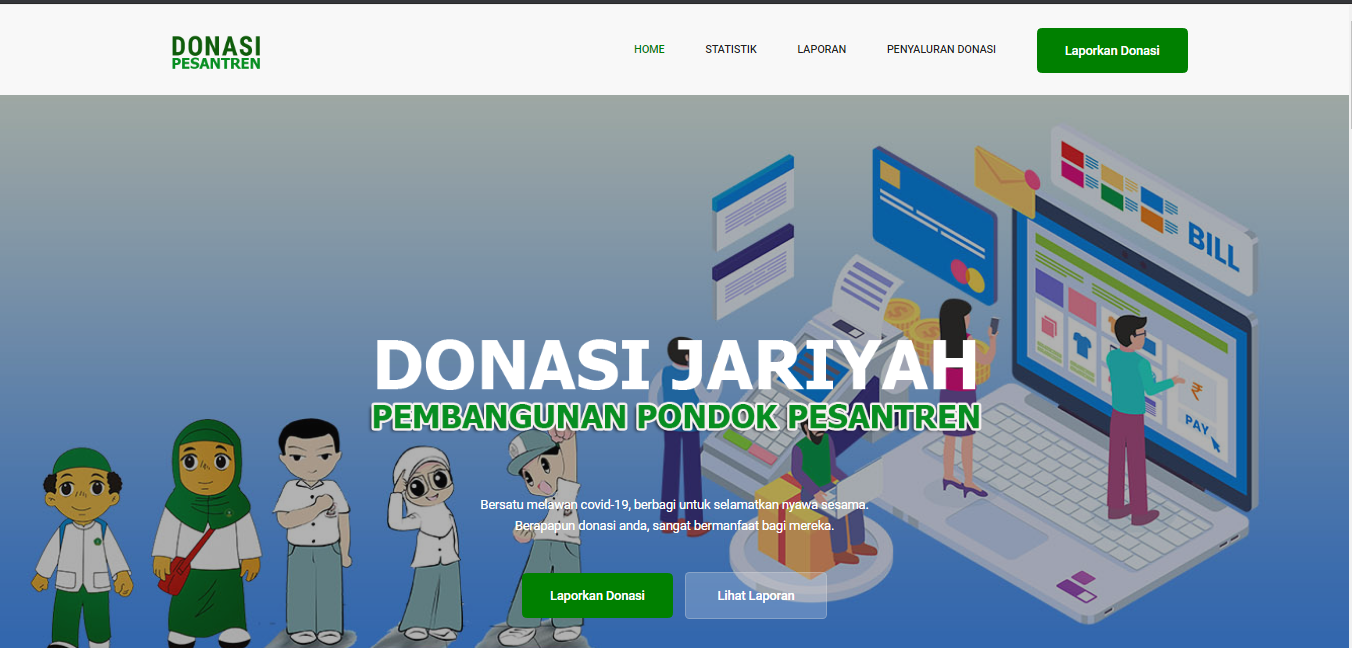 DONASI
PESANTREN
HOME
STATISTIK
LAPORAN
PENYALURAN DONASI
Laporkan Donasi
BILL
PAY
DONASI JARIYAH
PEMBANGUNAN PONDOK PESANTREN
Bersatu melawan covid-19, berbagi untuk selamatkan nyawa sesama.
Berapapun donasi anda, sangat bermanfaat bagi mereka.
Laporkan Donasi
Lihat Laporan